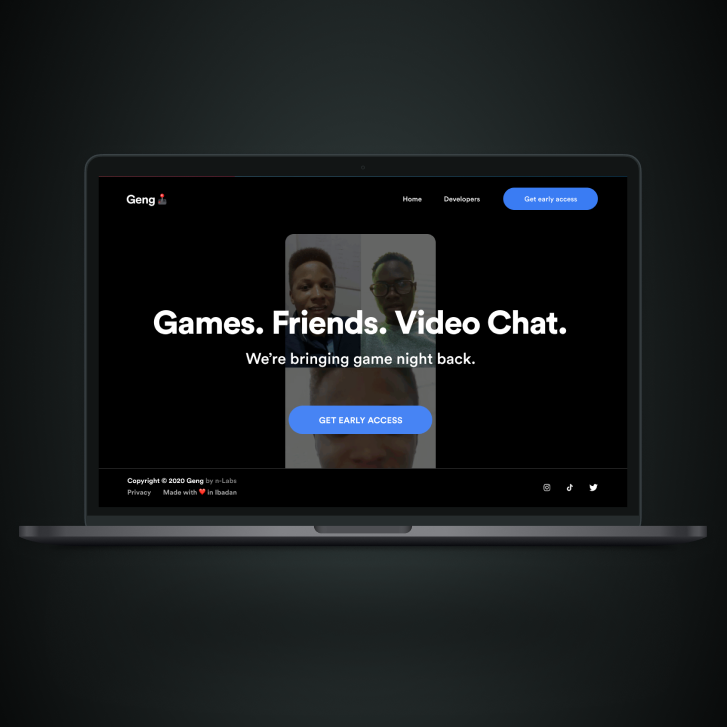 Geng🕹️
Home
Developers
Get early access
Games. Friends. Video Chat.
We're bringing game night back.
GET EARLY ACCESS
Copyright © 2020 Geng by n-Labs
Privacy
Made with ❤️ in Ibadan